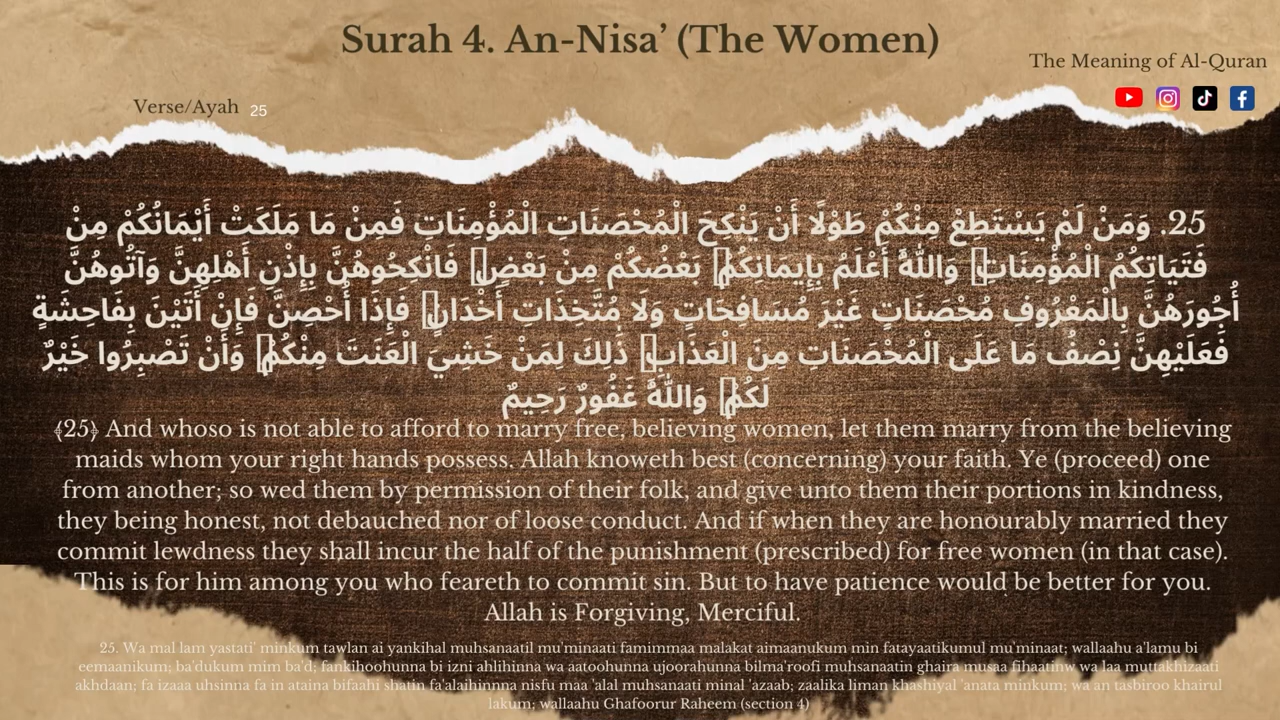 Surah 4. An-Nisa’ (The Women)
The Meaning of Al-Quran
Verse/Ayah 25
25. وَمَنْ لَمْ يَسْتَطِعْ مِنْكُمْ طَوْلًا أَنْ يَنْكِحَ الْمُحْصَنَاتِ الْمُؤْمِنَاتِ فَمِنْ مَا مَلَكَتْ أَيْمَانُكُمْ مِنْ
فَتَيَاتِكُمُ الْمُؤْمِنَاتِ وَاللَّهُ أَعْلَمُ بِإِيمَانِكُمْ بَعْضُكُمْ مِنْ بَعْضٍ فَانْكِحُوهُنَّ بِإِذْنِ أَهْلِهِنَّ وَآتُوهُنَّ
أُجُورَهُنَّ بِالْمَعْرُوفِ مُحْصَنَاتٍ غَيْرَ مُسَافِحَاتٍ وَلَا مُتَّخِذَاتِ أَخْدَانٍ فَإِذَا أُحْصِنَّ فَإِنْ أَتَيْنَ بِفَاحِشَةٍ
فَعَلَيْهِنَّ نِصْفُ مَا عَلَى الْمُحْصَنَاتِ مِنَ الْعَذَابِ ذَٰلِكَ لِمَنْ خَشِيَ الْعَنَتَ مِنْكُمْ وَأَنْ تَصْبِرُوا خَيْرٌ
لَكُمْ وَاللَّهُ غَفُورٌ رَحِيمٌ
﴾25﴿ And whoso is not able to afford to marry free, believing women, let them marry from the believing
maids whom your right hands possess. Allah knoweth best (concerning) your faith. Ye (proceed) one
from another; so wed them by permission of their folk, and give unto them their portions in kindness,
they being honest, not debauched nor of loose conduct. And if when they are honourably married they
commit lewdness they shall incur the half of the punishment (prescribed) for free women (in that case).
This is for him among you who feareth to commit sin. But to have patience would be better for you.
Allah is Forgiving, Merciful.
25. Wa mal lam yastati' minkum tawlan ai yankihal muhsanaatil mu'minaati famimmaa malakat aimaanukum min fatayaatikumul mu'minaat; wallaahu a'lamu bi
eemaanikum; ba'dukum mim ba'd; fankihoohunna bi izni ahlihinna wa aatoohunna ujoorahunna bilma'roofi muhsanaatin ghaira musaa fihaatinw wa laa muttakhizaati
akhdaan; fa izaaa uhsinna fa in ataina bifaahi shatin fa'alaihinnna nisfu maa 'alal muhsanaati minal 'azaab; zaalika liman khashiyal 'anata minkum; wa an tasbiroo khairul
lakum; wallaahu Ghafoorur Raheem (section 4)